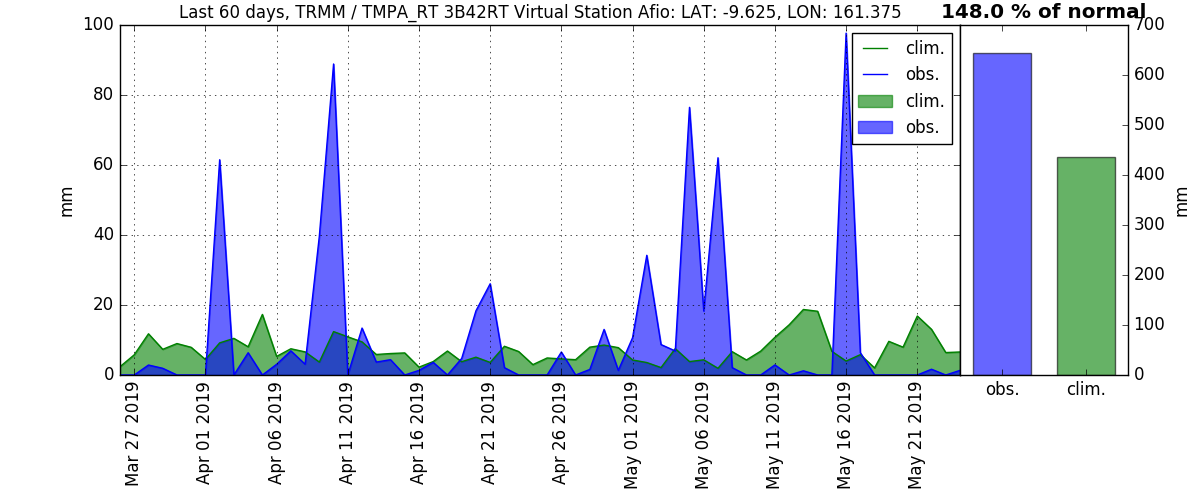 Last 60 days, TRMM / TMPA_RT 3B42RT Virtual Station Afio: LAT: -9.625, LON: 161.375
148.0 % of normal
100
80
60
40
20
0
mm
clim.
obs.
clim.
obs.
Mar 27 2019
Apr 01 2019
Apr 06 2019
Apr 11 2019
Apr 16 2019
Apr 21 2019
Apr 26 2019
May 01 2019
May 06 2019
May 11 2019
May 16 2019
May 21 2019
700
600
500
400
300
200
100
0
mm
obs.
clim.